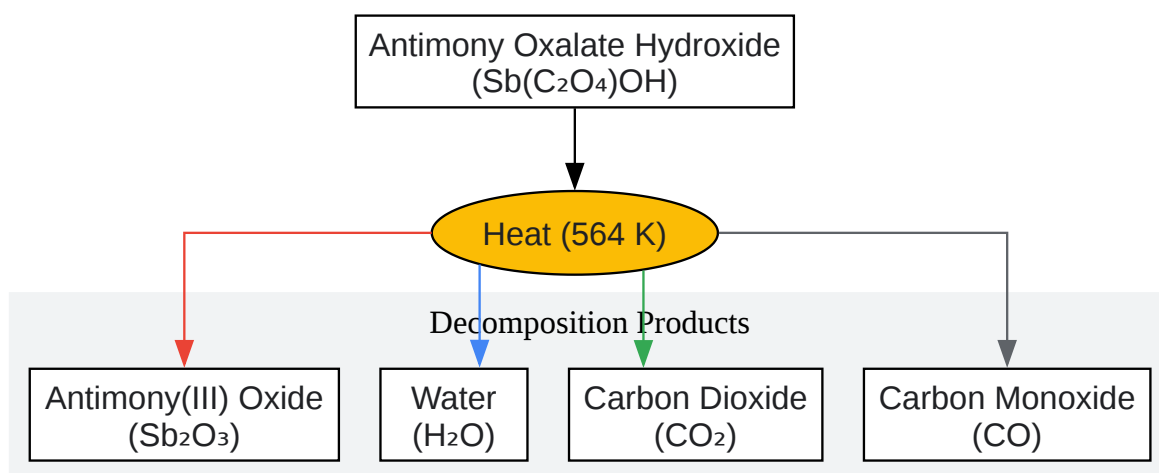 Antimony Oxalate Hydroxide
(Sb(C₂O₄)OH)
Heat (564 K)
Decomposition Products
Antimony(III) Oxide
(Sb₂O₃)
Water
(H₂O)
Carbon Dioxide
(CO₂)
Carbon Monoxide
(CO)